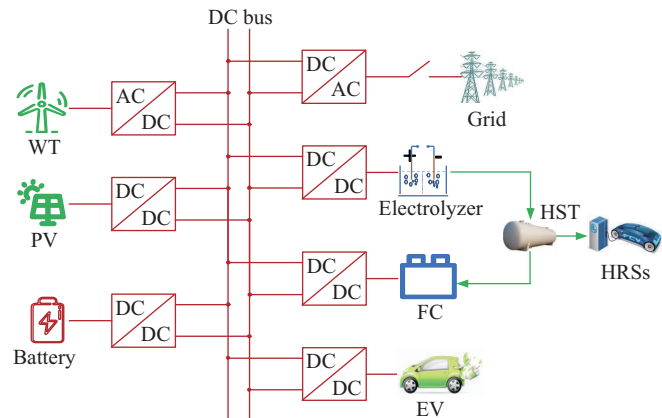 DC bus
AC
DC
WT
DC
AC
Grid
DC
DC
PV
DC
DC
+ -
Electrolyzer
HST
HRSs
DC
DC
Battery
DC
DC
FC
DC
DC
EV